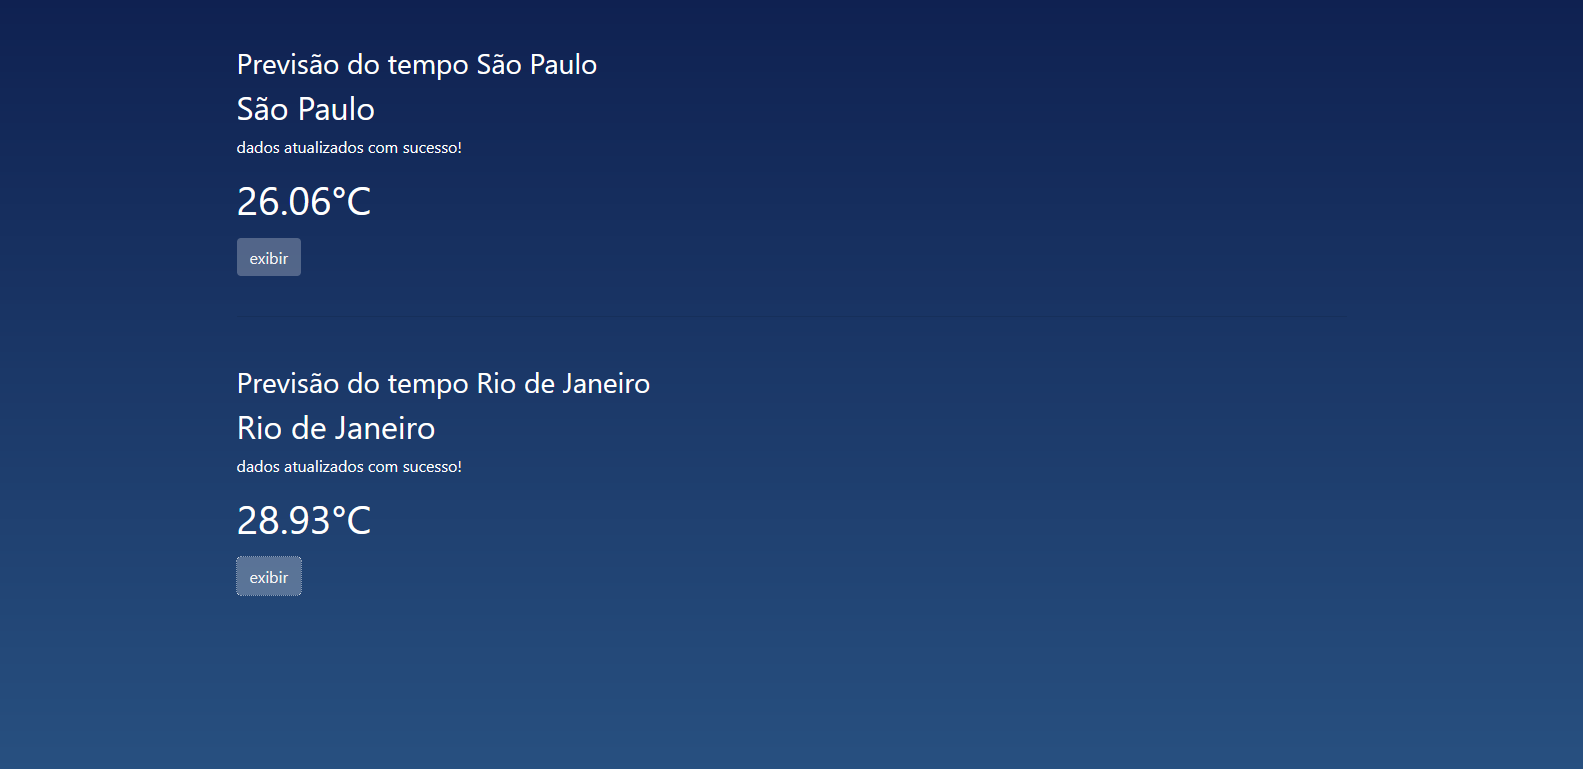 Previsão do tempo São Paulo
São Paulo
dados atualizados com sucesso!
26.06°C
exibir
Previsão do tempo Rio de Janeiro
Rio de Janeiro
dados atualizados com sucesso!
28.93°C
exibir